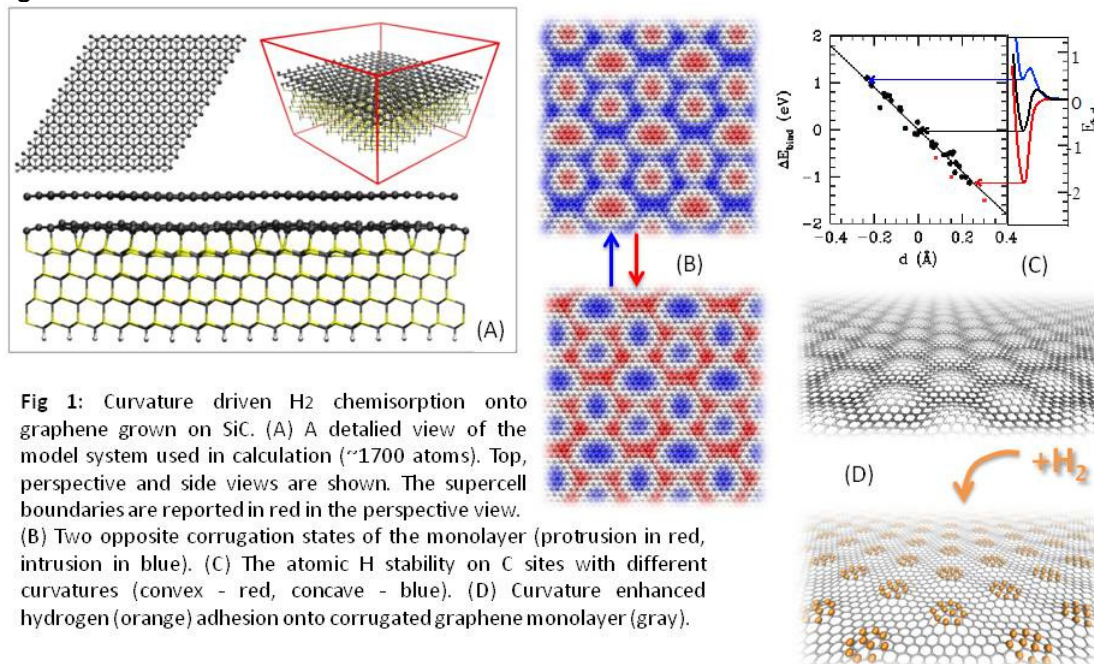 (A)
(B)
2
1
0
-1
-2
ΔE_bind (eV)
-0.4 -0.2 0 0.2 0.4
d (Å)
1
0
-1
-2
(C)
(D)
+H2
Fig 1: Curvature driven H2 chemisorption onto
graphene grown on SiC. (A) A detalied view of the
model system used in calculation (~1700 atoms). Top,
perspective and side views are shown. The supercell
boundaries are reported in red in the perspective view.
(B) Two opposite corrugation states of the monolayer (protrusion in red,
intrusion in blue). (C) The atomic H stability on C sites with different
curvatures (convex - red, concave - blue). (D) Curvature enhanced
hydrogen (orange) adhesion onto corrugated graphene monolayer (gray).